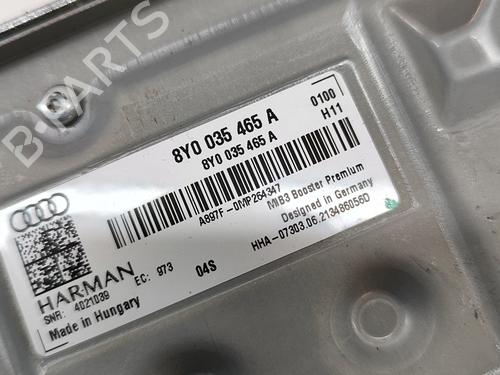 B-PARTS
8Y0 035 465 A
8Y0 035 465 A
0100
H11
A897F-0MP264347
MIB3 Booster Premium
Designed in Germany
HHA-07303.06.213486056D
HARMAN
EC: 973
04S
SNR: 4021039
Made in Hungary